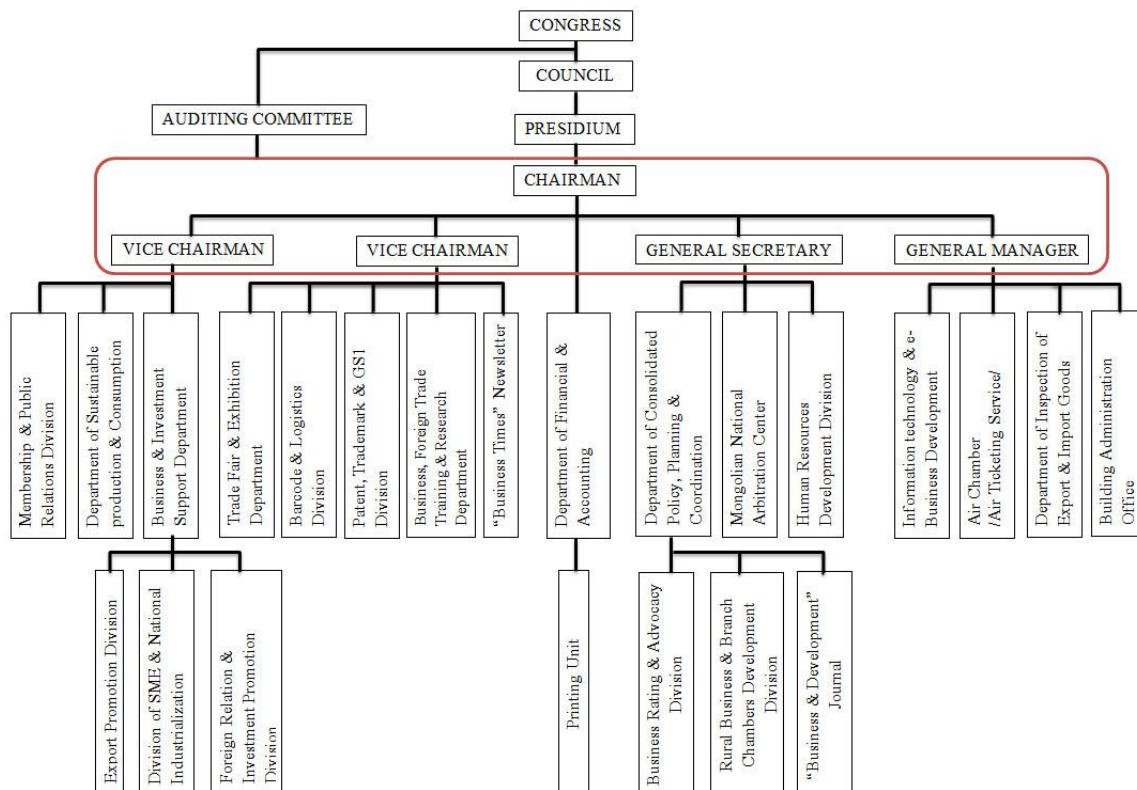 CONGRESS
COUNCIL
AUDITING COMMITTEE
PRESIDIUM
CHAIRMAN
VICE CHAIRMAN
VICE CHAIRMAN
GENERAL SECRETARY
GENERAL MANAGER
Membership & Public
Relations Division
Department of Sustainable
production & Consumption
Business & Investment
Support Department
Trade Fair & Exhibition
Department
Barcode & Logistics
Division
Patent, Trademark & GS1
Division
Business, Foreign Trade
Training & Research
Department
“Business Times” Newsletter
Department of Financial &
Accounting
Department of Consolidated
Policy, Planning &
Coordination
Mongolian National
Arbitration Center
Human Resources
Development Division
Information technology & e-
Business Development
Air Chamber
/Air Ticketing Service/
Department of Inspection of
Export & Import Goods
Building Administration
Office
Export Promotion Division
Division of SME & National
Industrialization
Foreign Relation &
Investment Promotion
Division
Printing Unit
Business Rating & Advocacy
Division
Rural Business & Branch
Chambers Development
Division
“Business & Development”
Journal